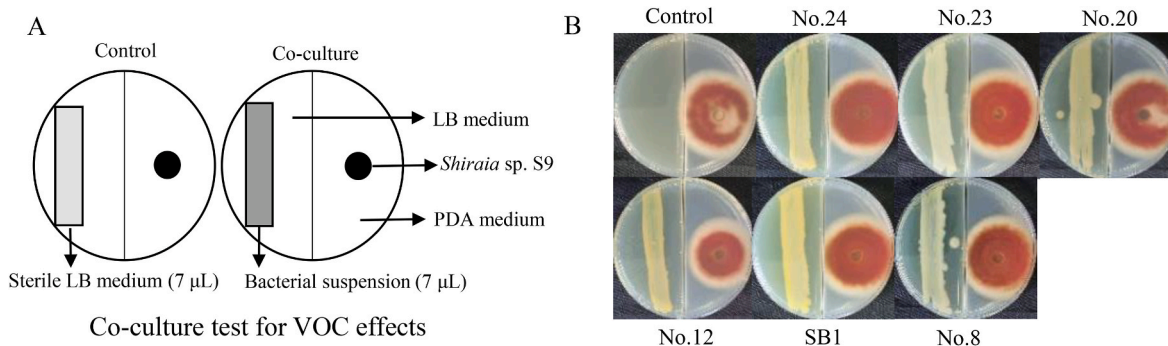 A
Control
Co-culture
LB medium
Shiraia sp. S9
PDA medium
Sterile LB medium (7 μL)
Bacterial suspension (7 μL)
Co-culture test for VOC effects
B
Control
No.24
No.23
No.20
No.12
SB1
No.8